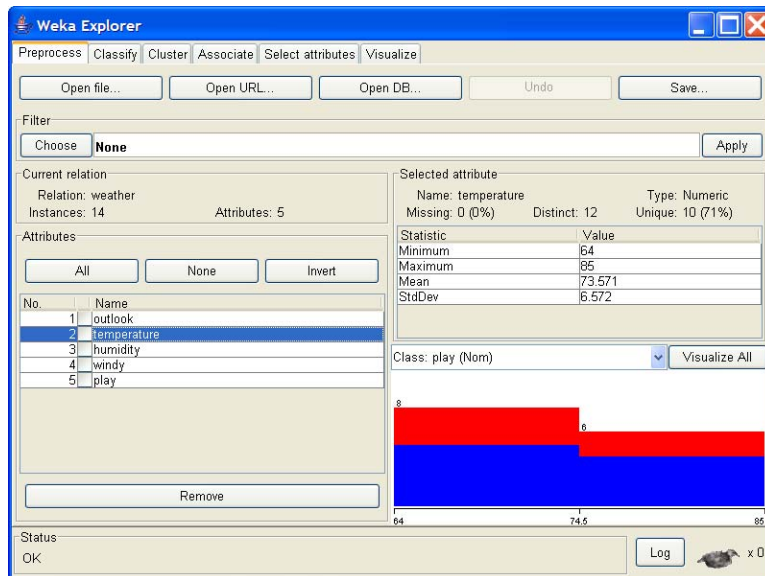 Weka Explorer
Preprocess Classify Cluster Associate Select attributes Visualize
Open file... Open URL... Open DB... Undo Save...
Filter
Choose None Apply
Current relation
Relation: weather
Instances: 14 Attributes: 5
Selected attribute
Name: temperature Type: Numeric
Missing: 0 (0%) Distinct: 12 Unique: 10 (71%)
Attributes
All None Invert
No. Name
1 outlook
2 temperature
3 humidity
4 windy
5 play
Remove
Statistic Value
Minimum 64
Maximum 85
Mean 73.571
StdDev 6.572
Class: play (Nom) Visualize All
8
6
64 74.5 85
Status
OK
Log x 0